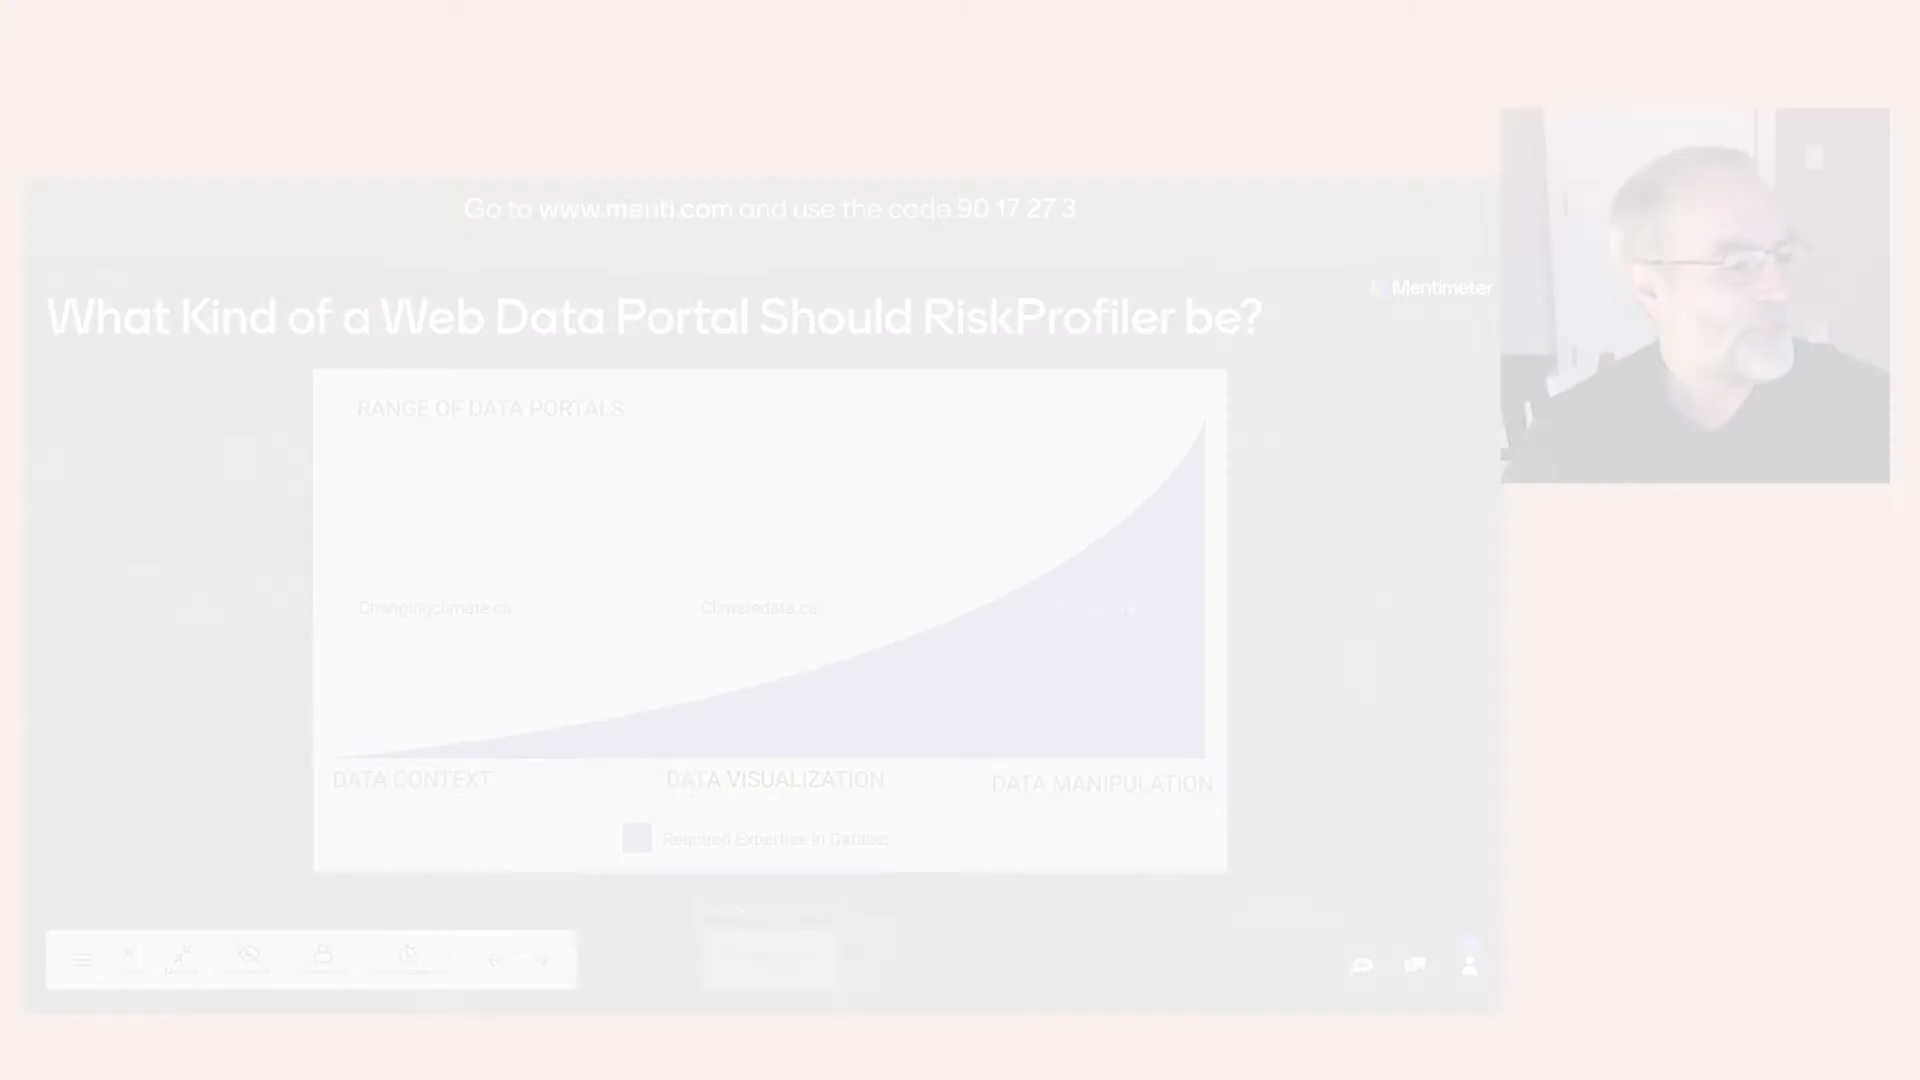 Go to www.menti.com and use the code 90 17 27 3
Mentimeter
What Kind of a Web Data Portal Should RiskProfiler be?
RANGE OF DATA PORTALS
Changingclimate.ca
Climatedata.ca
DATA CONTEXT
DATA VISUALIZATION
DATA MANIPULATION
Required Expertise in Dataset